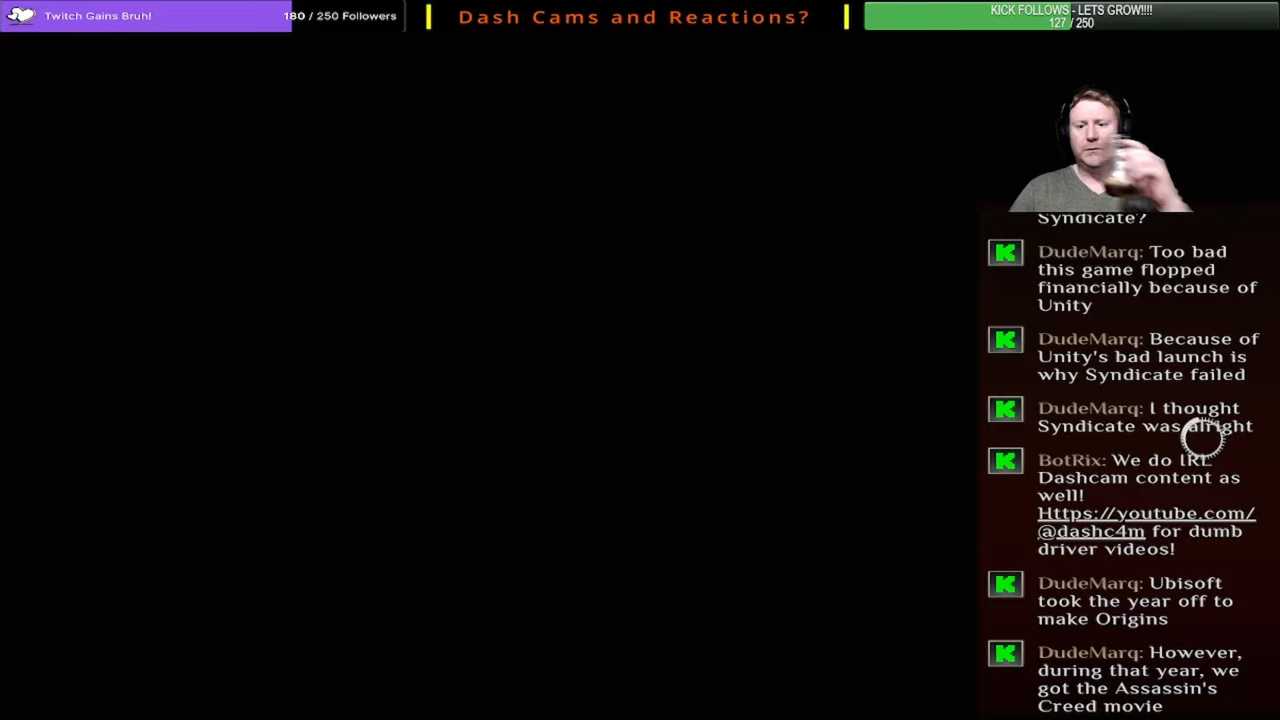 Twitch Gains Bruh!
180 / 250 Followers
Dash Cams and Reactions?
KICK FOLLOWS - LETS GROW!!!!
127 / 250
Syndicate?
DudeMarq: Too bad
this game flopped
financially because of
Unity
DudeMarq: Because of
Unity's bad launch is
why Syndicate failed
DudeMarq: I thought
Syndicate was alright
BotRix: We do IRL
Dashcam content as
well!
Https://youtube.com/
@dashc4m for dumb
driver videos!
DudeMarq: Ubisoft
took the year off to
make Origins
DudeMarq: However,
during that year, we
got the Assassin's
Creed movie